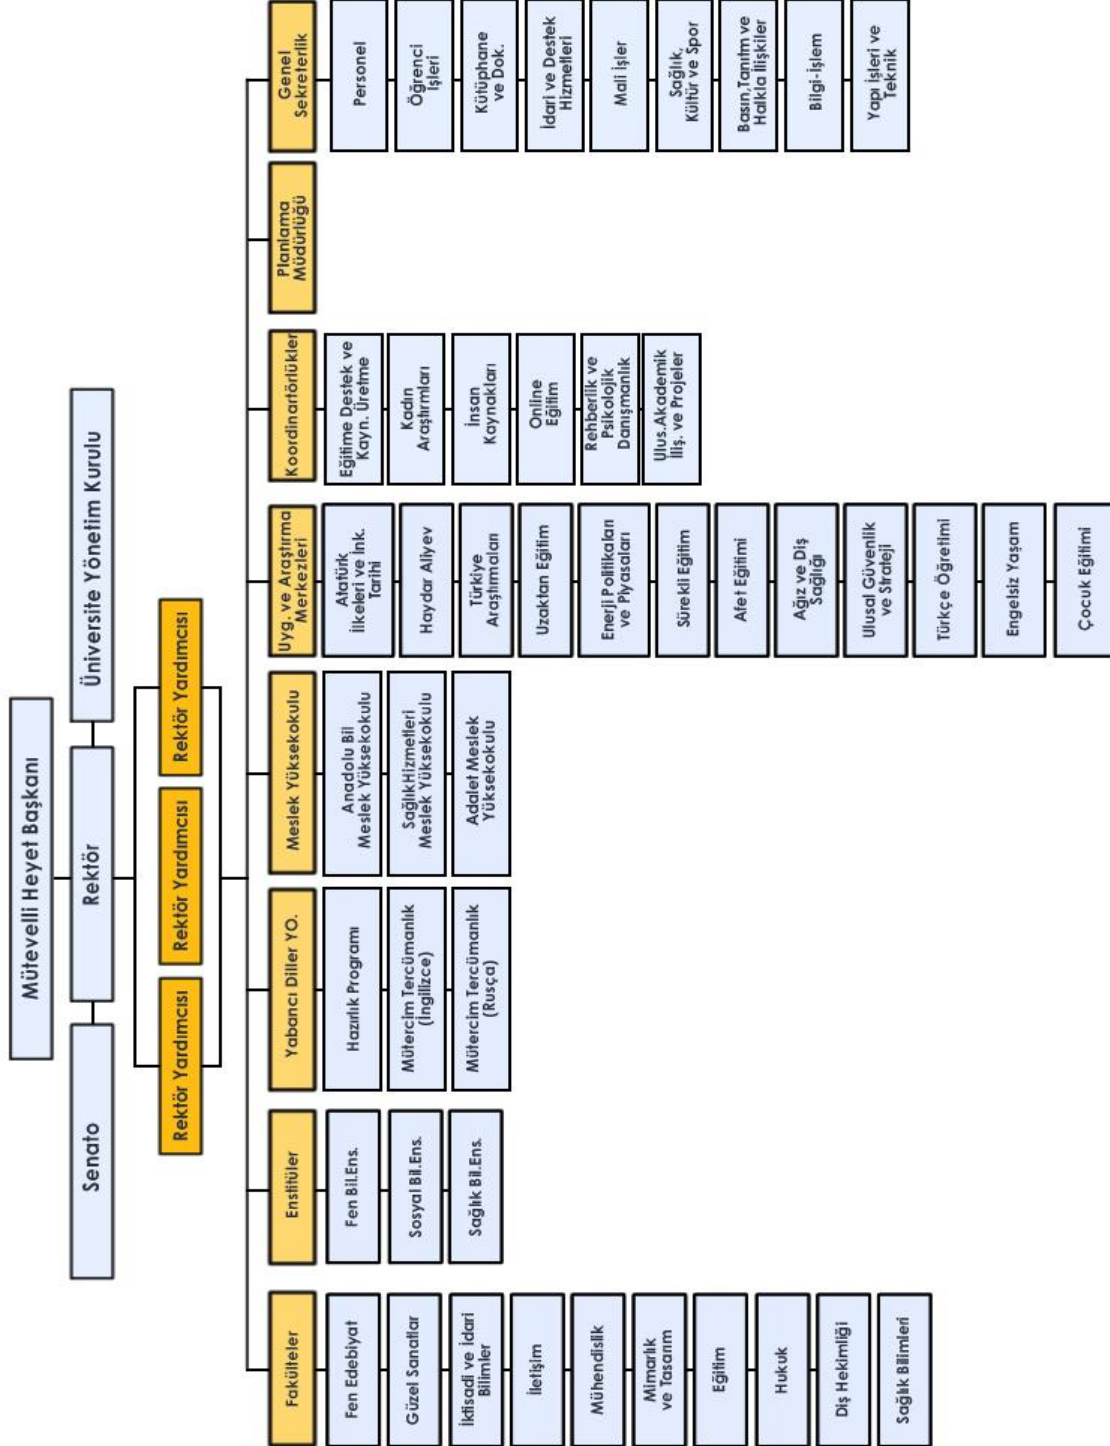 Mütevelli Heyet Başkanı
Senato
Rektör
Üniversite Yönetim Kurulu
Rektör Yardımcısı
Rektör Yardımcısı
Rektör Yardımcısı
Fakülteler
Fen Edebiyat
Güzel Sanatlar
İktisadi ve İdari
Bilimler
İletişim
Mühendislik
Mimarlık
ve Tasarım
Eğitim
Hukuk
Diş Hekimliği
Sağlık Bilimleri
Enstitüler
Fen Bil.Ens.
Sosyal Bil.Ens.
Sağlık Bil.Ens.
Yabancı Diller YO.
Hazırlık Programı
Mütercim Tercümanlık
(İngilizce)
Mütercim Tercümanlık
(Rusça)
Meslek Yüksekokulu
Anadolu Bil
Meslek Yüksekokulu
SağlıkHizmetleri
Meslek Yüksekokulu
Adalet Meslek
Yüksekokulu
Uyg. ve Araştırma
Merkezleri
Atatürk
İlkeleri ve İnk.
Tarihi
Haydar Aliyev
Türkiye
Araştırmaları
Uzaktan Eğitim
Enerji Politikaları
ve Piyasaları
Sürekli Eğitim
Afet Eğitimi
Ağız ve Diş
Sağlığı
Ulusal Güvenlik
ve Strateji
Türkçe Öğretimi
Engelsiz Yaşam
Çocuk Eğitimi
Koordinartörlükler
Eğitime Destek ve
Kayn. Üretme
Kadın
Araştırmları
İnsan
Kaynakları
Online
Eğitim
Rehberlik ve
Psikolojik
Danışmanlık
Ulus.Akademik
İliş. ve Projeler
Planlama
Müdürlüğü
Genel
Sekreterlik
Personel
Öğrenci
İşleri
Kütüphane
ve Dok.
İdari ve Destek
Hizmetleri
Mali İşler
Sağlık,
Kültür ve Spor
Basın,Tanıtım ve
Halkla İlişkiler
Bilgi-işlem
Yapı İşleri ve
Teknik